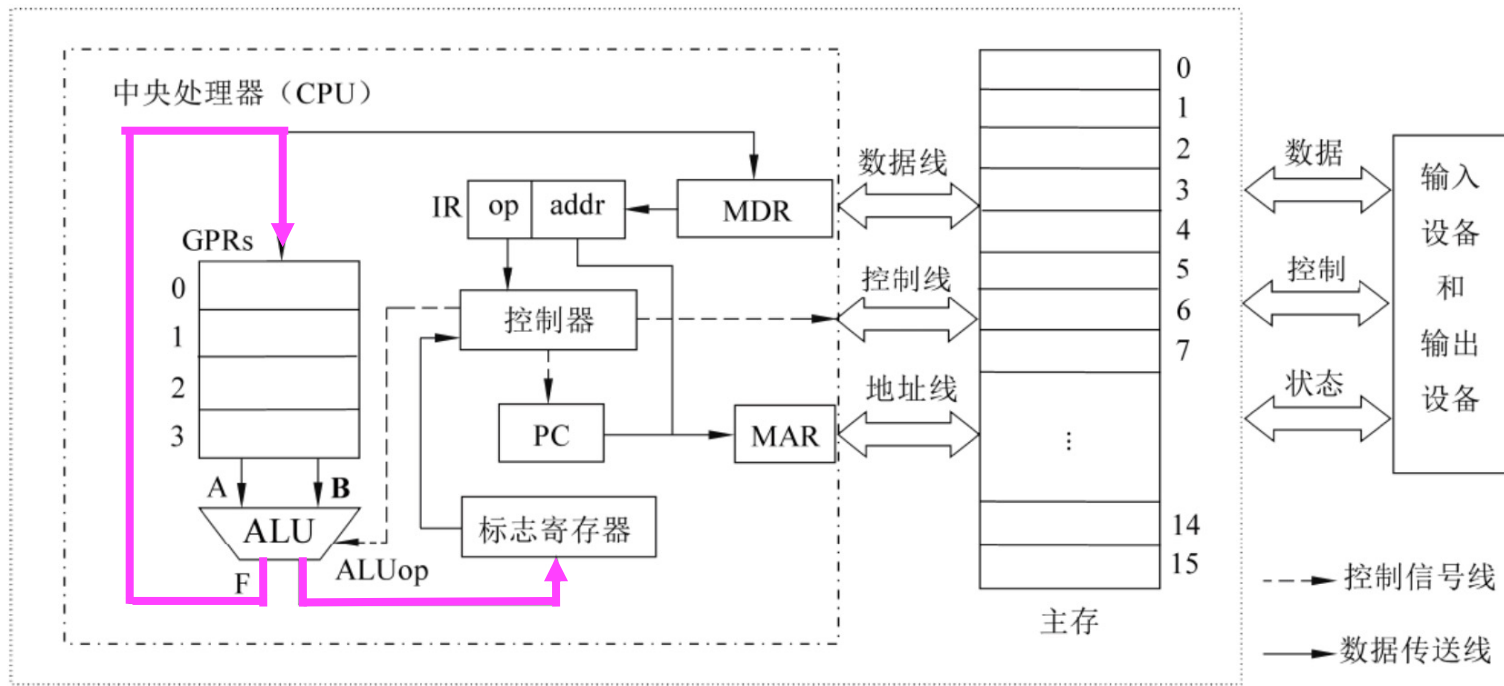 中央处理器（CPU）
GPRs
0
1
2
3
A
B
ALU
F
ALUop
IR
op
addr
MDR
控制器
PC
MAR
标志寄存器
数据线
控制线
地址线
0
1
2
3
4
5
6
7
⋮
14
15
主存
数据
控制
状态
输入
设备
和
输出
设备
控制信号线
数据传送线